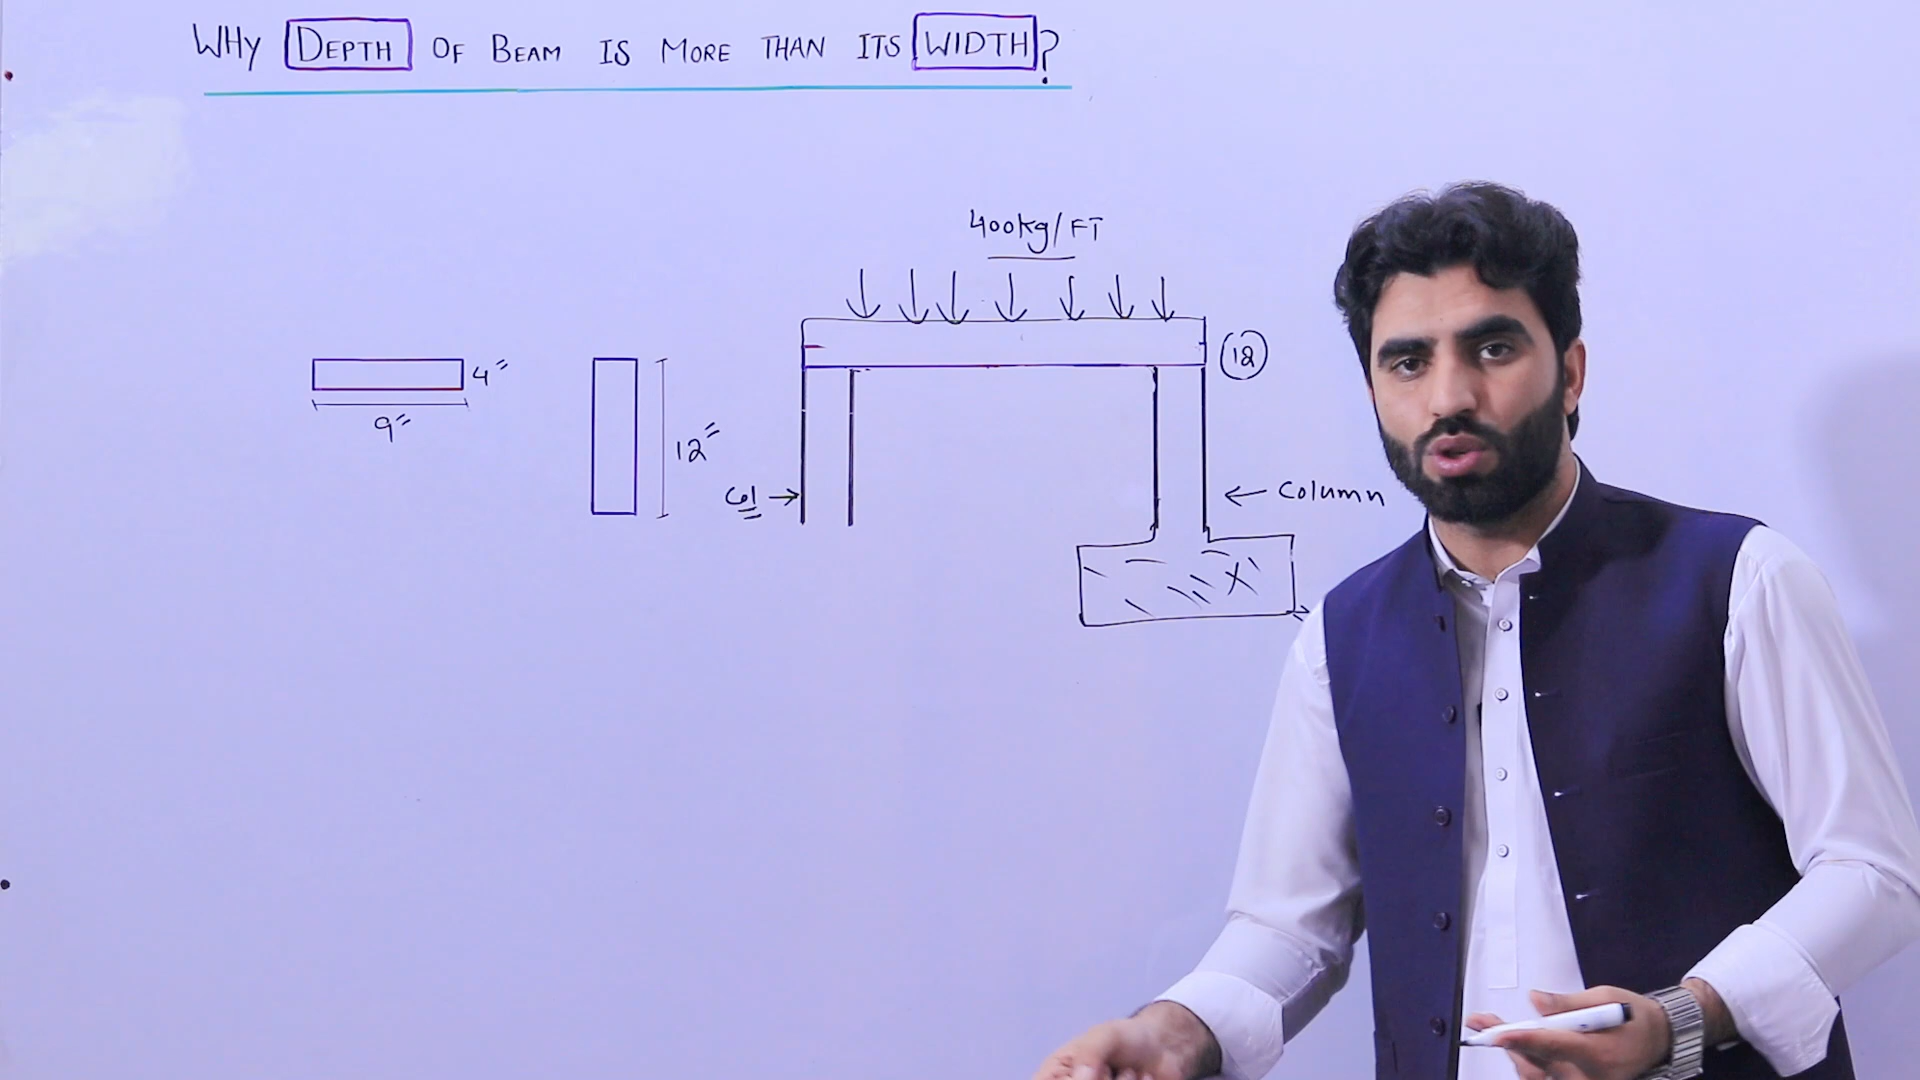 WHY DEPTH OF BEAM IS MORE THAN ITS WIDTH?
400kg/FT
12
4"
9"
12"
Col
Column